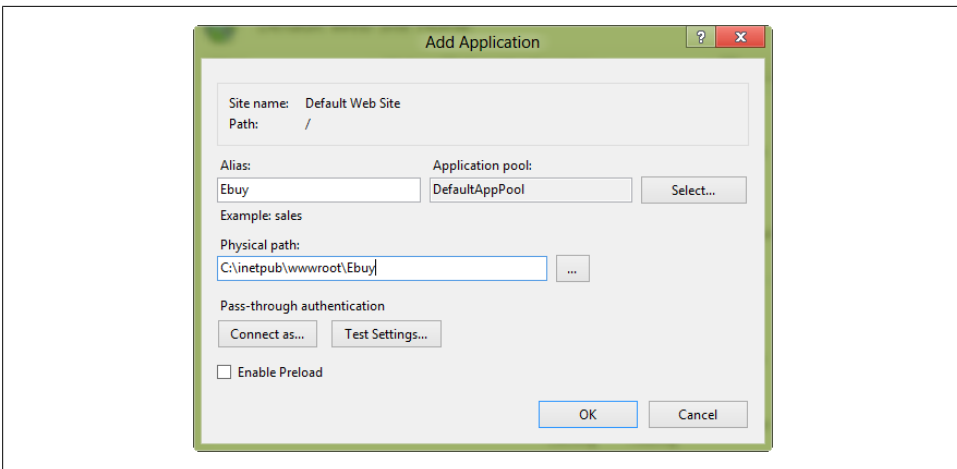 Add Application
?
x
Site name: Default Web Site
Path: /
Alias:
Application pool:
Ebuy
DefaultAppPool
Select...
Example: sales
Physical path:
C:\inetpub\wwwroot\Ebuy
...
Pass-through authentication
Connect as...
Test Settings...
Enable Preload
OK
Cancel